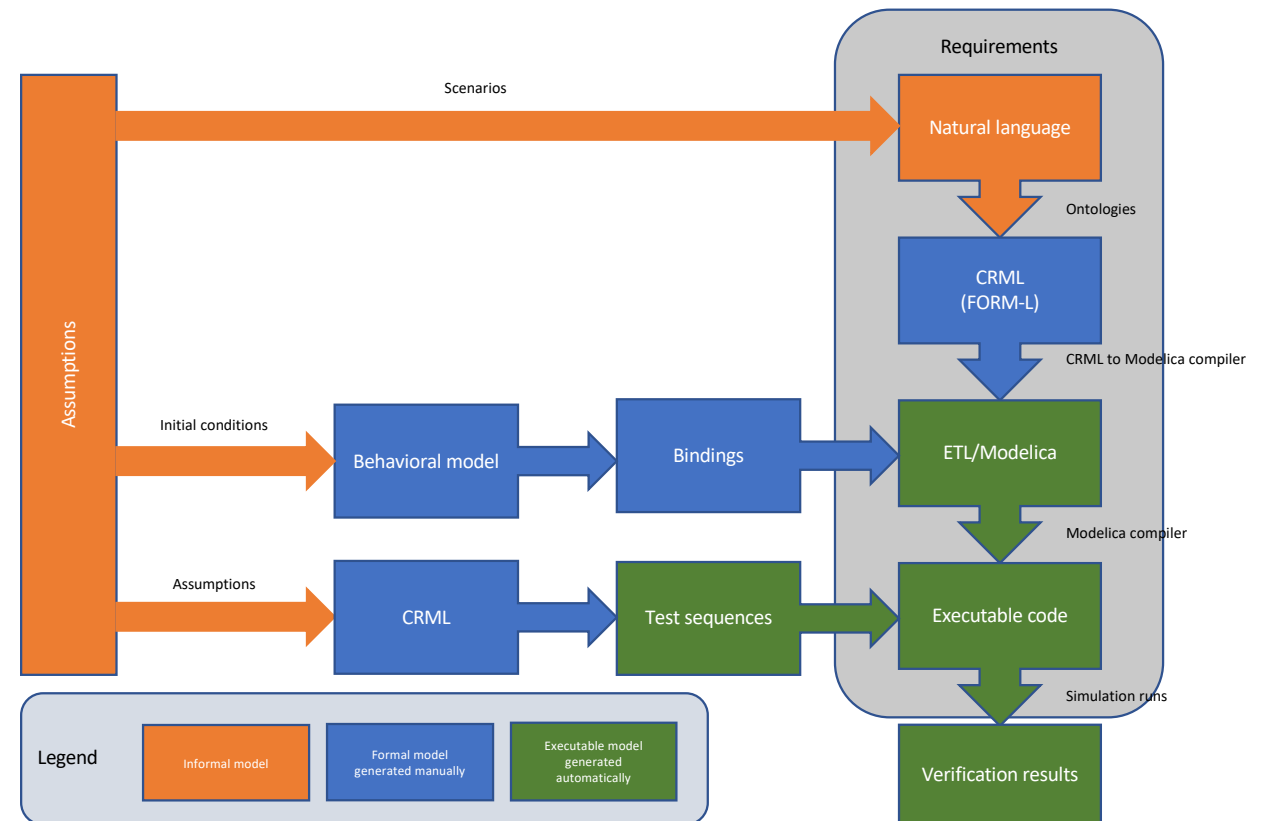 Requirements
Scenarios
Natural language
Ontologies
CRML
(FORM-L)
CRML to Modelica compiler
Assumptions
Initial conditions
Behavioral model
Bindings
ETL/Modelica
Modelica compiler
Assumptions
CRML
Test sequences
Executable code
Simulation runs
Legend
Informal model
Formal model
generated manually
Executable model
generated
automatically
Verification results